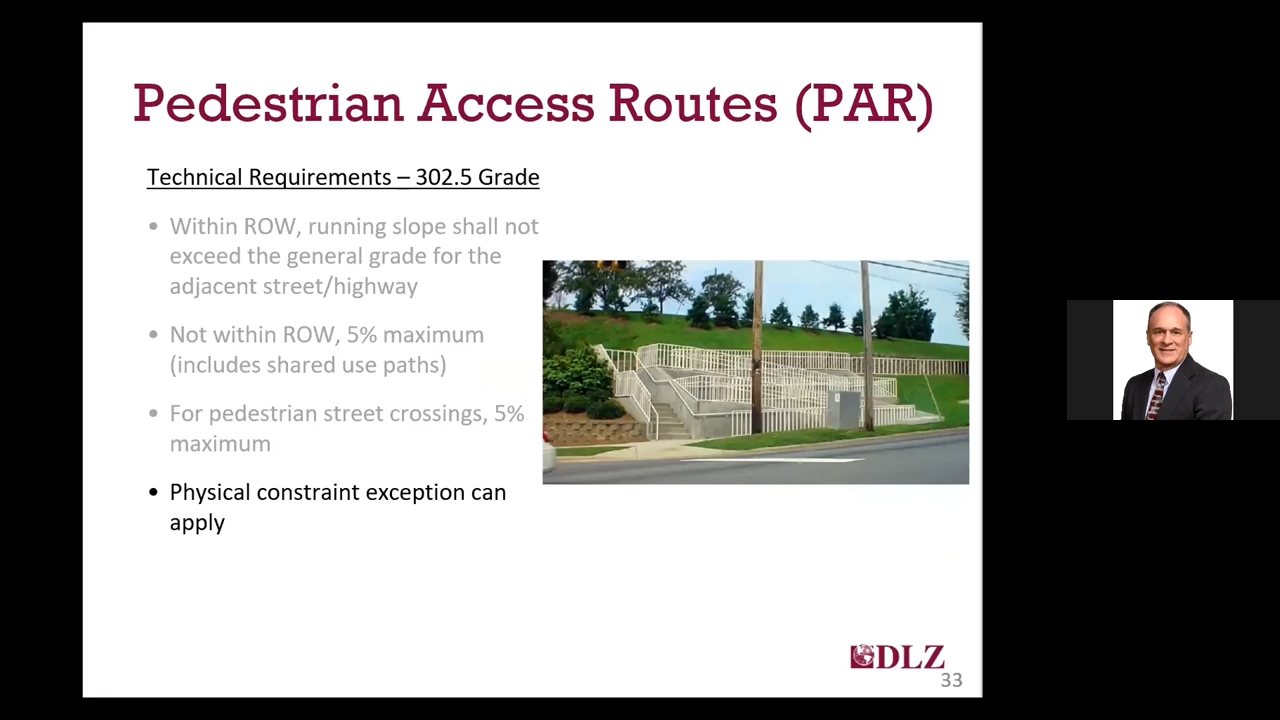 Pedestrian Access Routes (PAR)
Technical Requirements – 302.5 Grade
• Within ROW, running slope shall not
exceed the general grade for the
adjacent street/highway
• Not within ROW, 5% maximum
(includes shared use paths)
• For pedestrian street crossings, 5%
maximum
• Physical constraint exception can
apply
DLZ
33